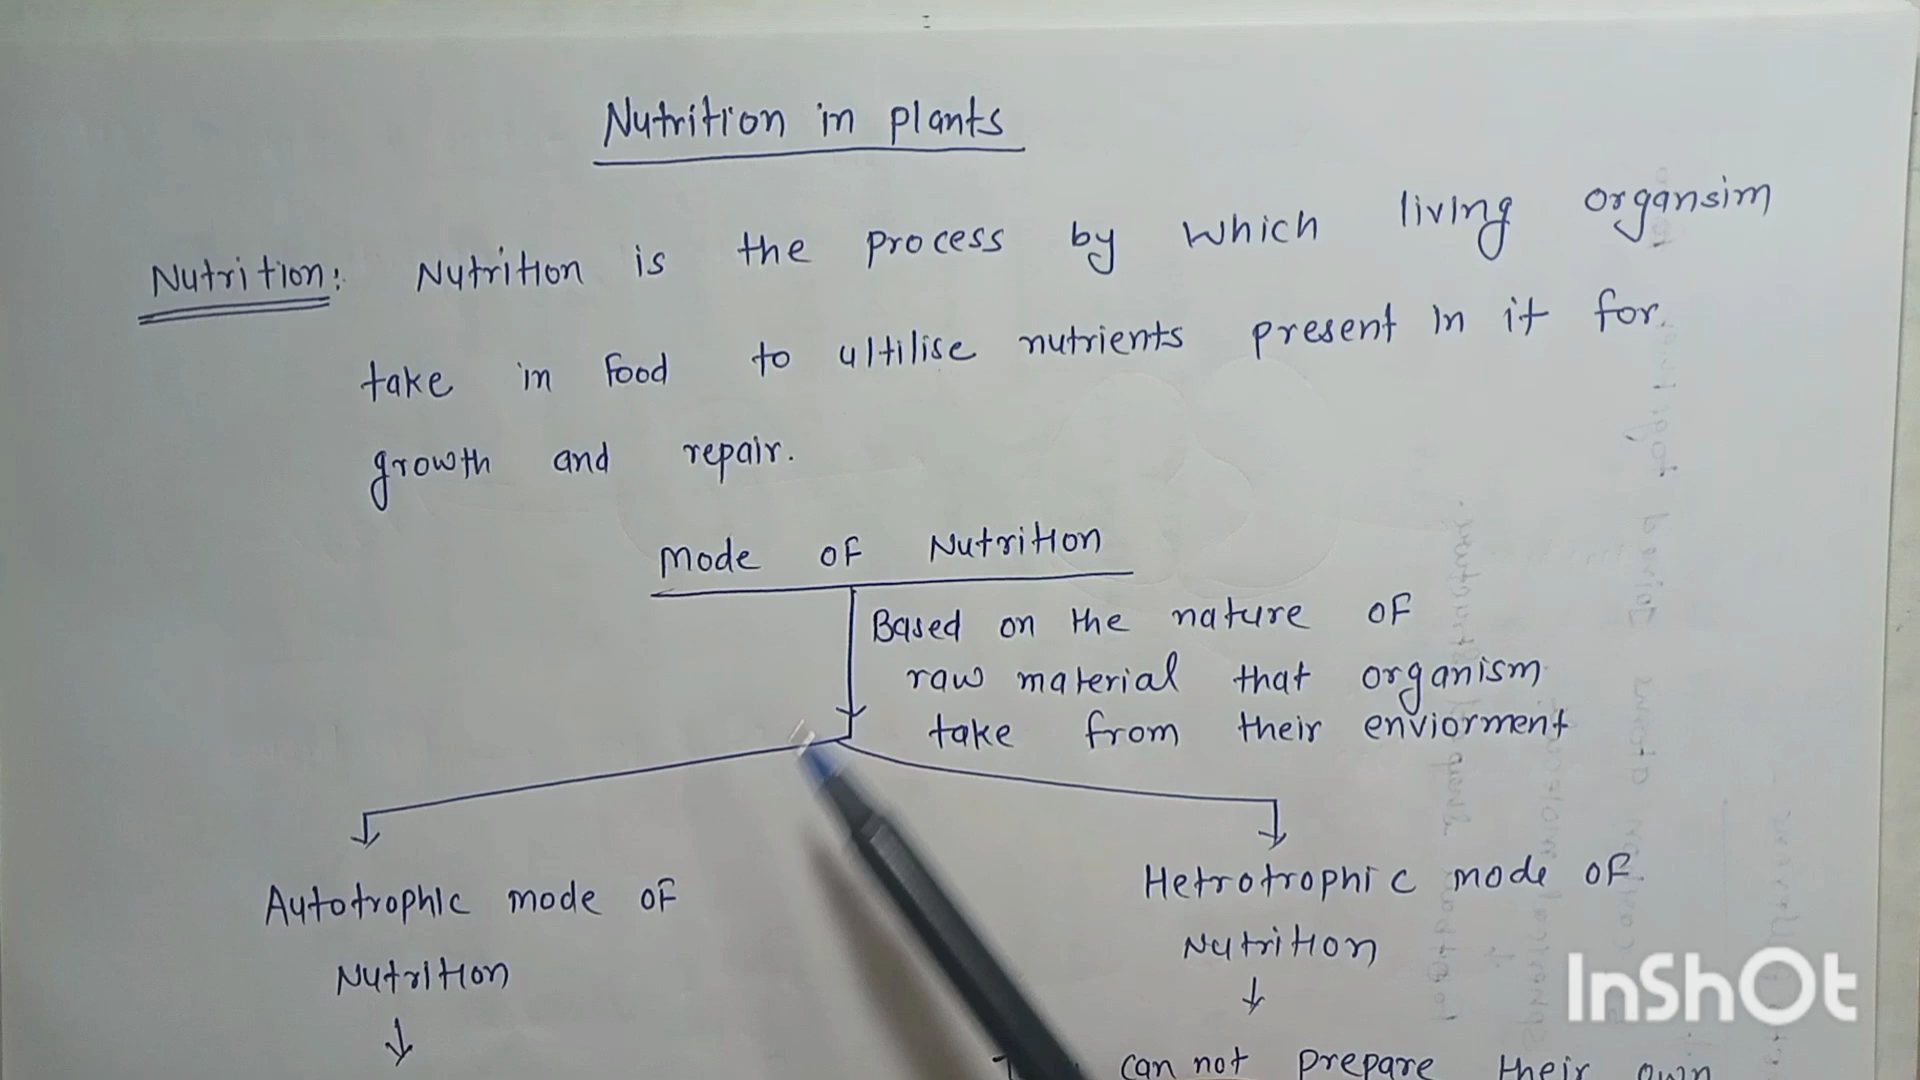 Nutrition in plants
Nutrition: Nutrition is the process by which living organsim
take in food to ultilise nutrients present in it for
growth and repair.
Mode of Nutrition
Based on the nature of
raw material that organism
take from their enviorment
Autotrophic mode of
Nutrition
Hetrotrophic mode of
Nutrition
can not prepare their own
InShOt